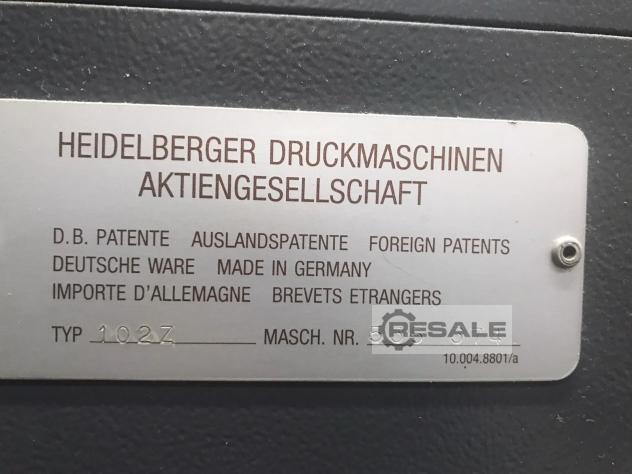 HEIDELBERGER DRUCKMASCHINEN
AKTIENGESELLSCHAFT
D.B. PATENTE AUSLANDSPATENTE FOREIGN PATENTS
DEUTSCHE WARE MADE IN GERMANY
IMPORTE D'ALLEMAGNE BREVETS ETRANGERS
TYP 102Z MASCH. NR.
RESALE
10.004.8801/a